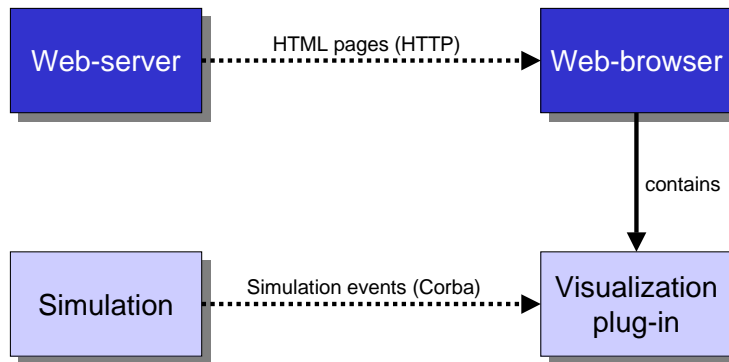 HTML pages (HTTP)
Web-server
Web-browser
contains
Simulation events (Corba)
Simulation
Visualization
plug-in